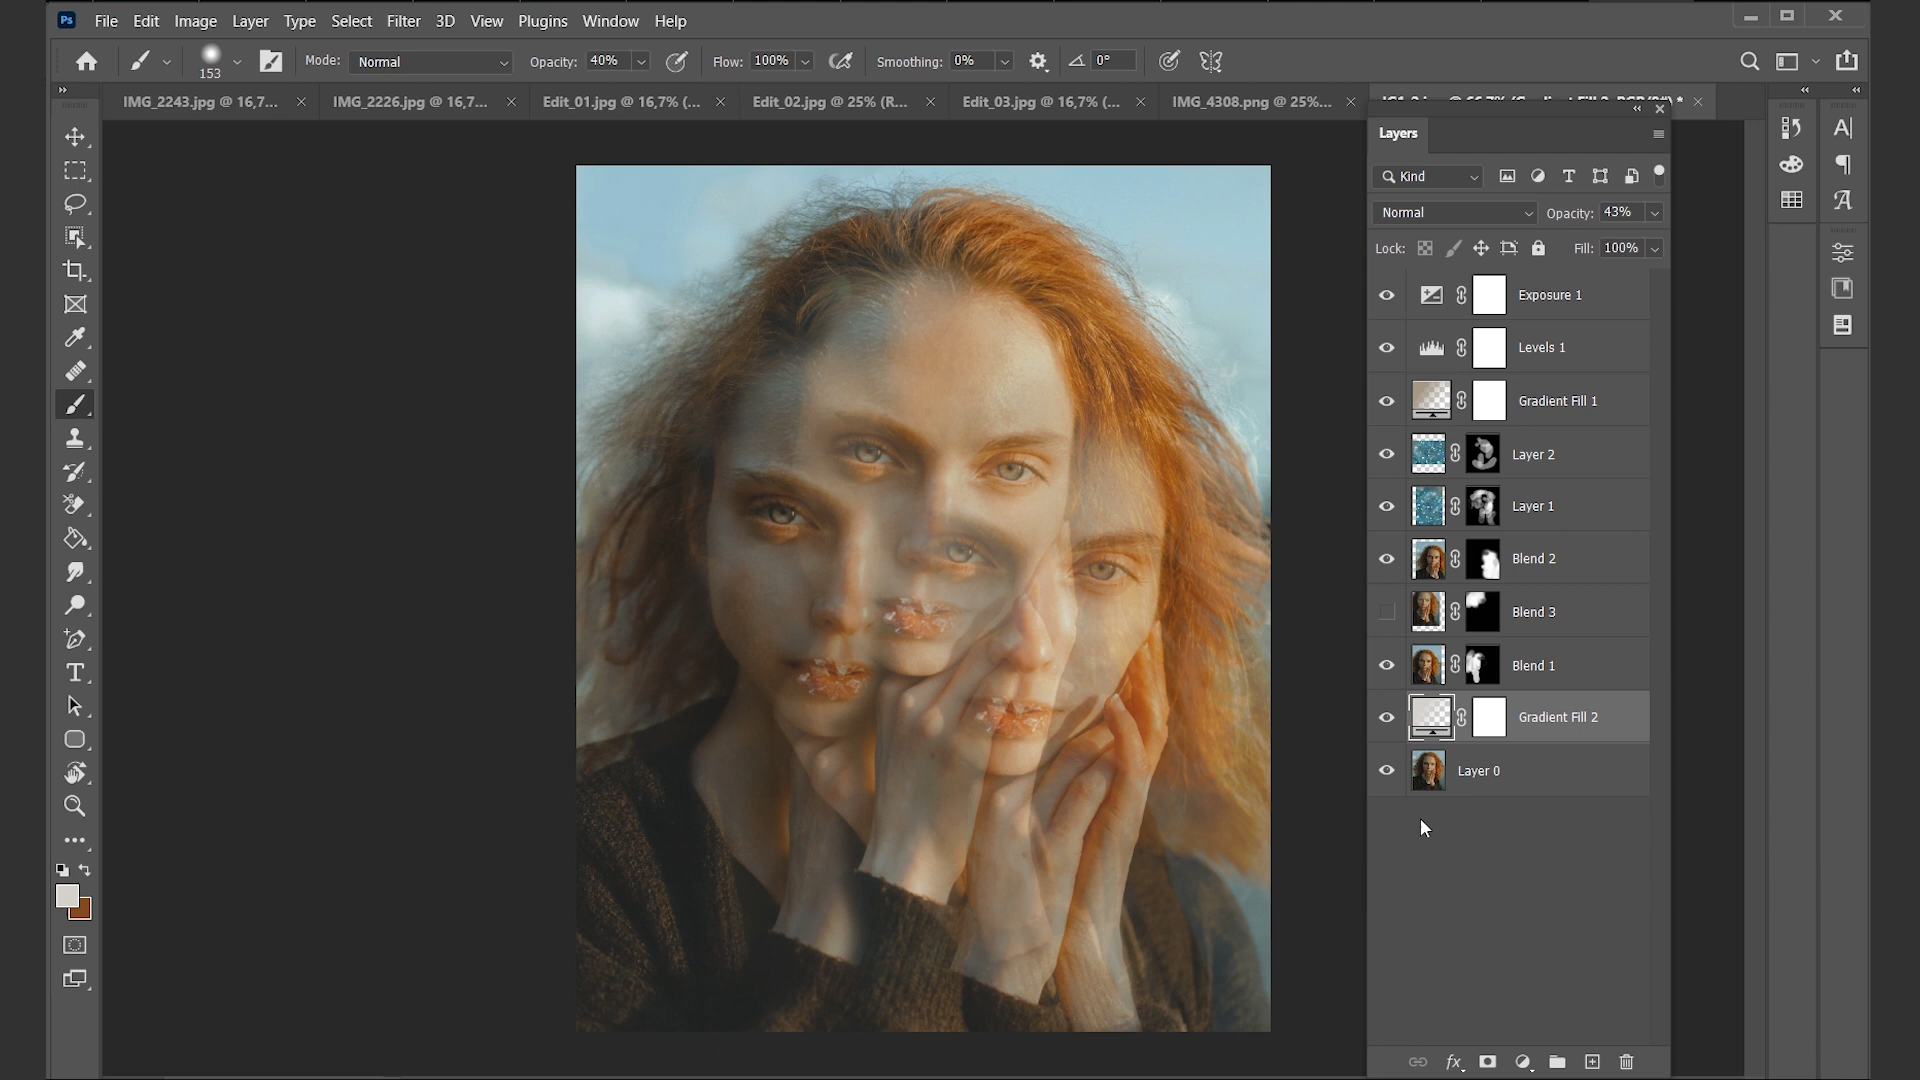 Ps File Edit Image Layer Type Select Filter 3D View Plugins Window Help
153 Mode: Normal Opacity: 40% Flow: 100% Smoothing: 0% 0°
IMG_2243.jpg @ 16,7... IMG_2226.jpg @ 16,7... Edit_01.jpg @ 16,7% (... Edit_02.jpg @ 25% (R... Edit_03.jpg @ 16,7% (... IMG_4308.png @ 25%...
Layers
Kind
Normal Opacity: 43%
Lock: Fill: 100%
Exposure 1
Levels 1
Gradient Fill 1
Layer 2
Layer 1
Blend 2
Blend 3
Blend 1
Gradient Fill 2
Layer 0
fx